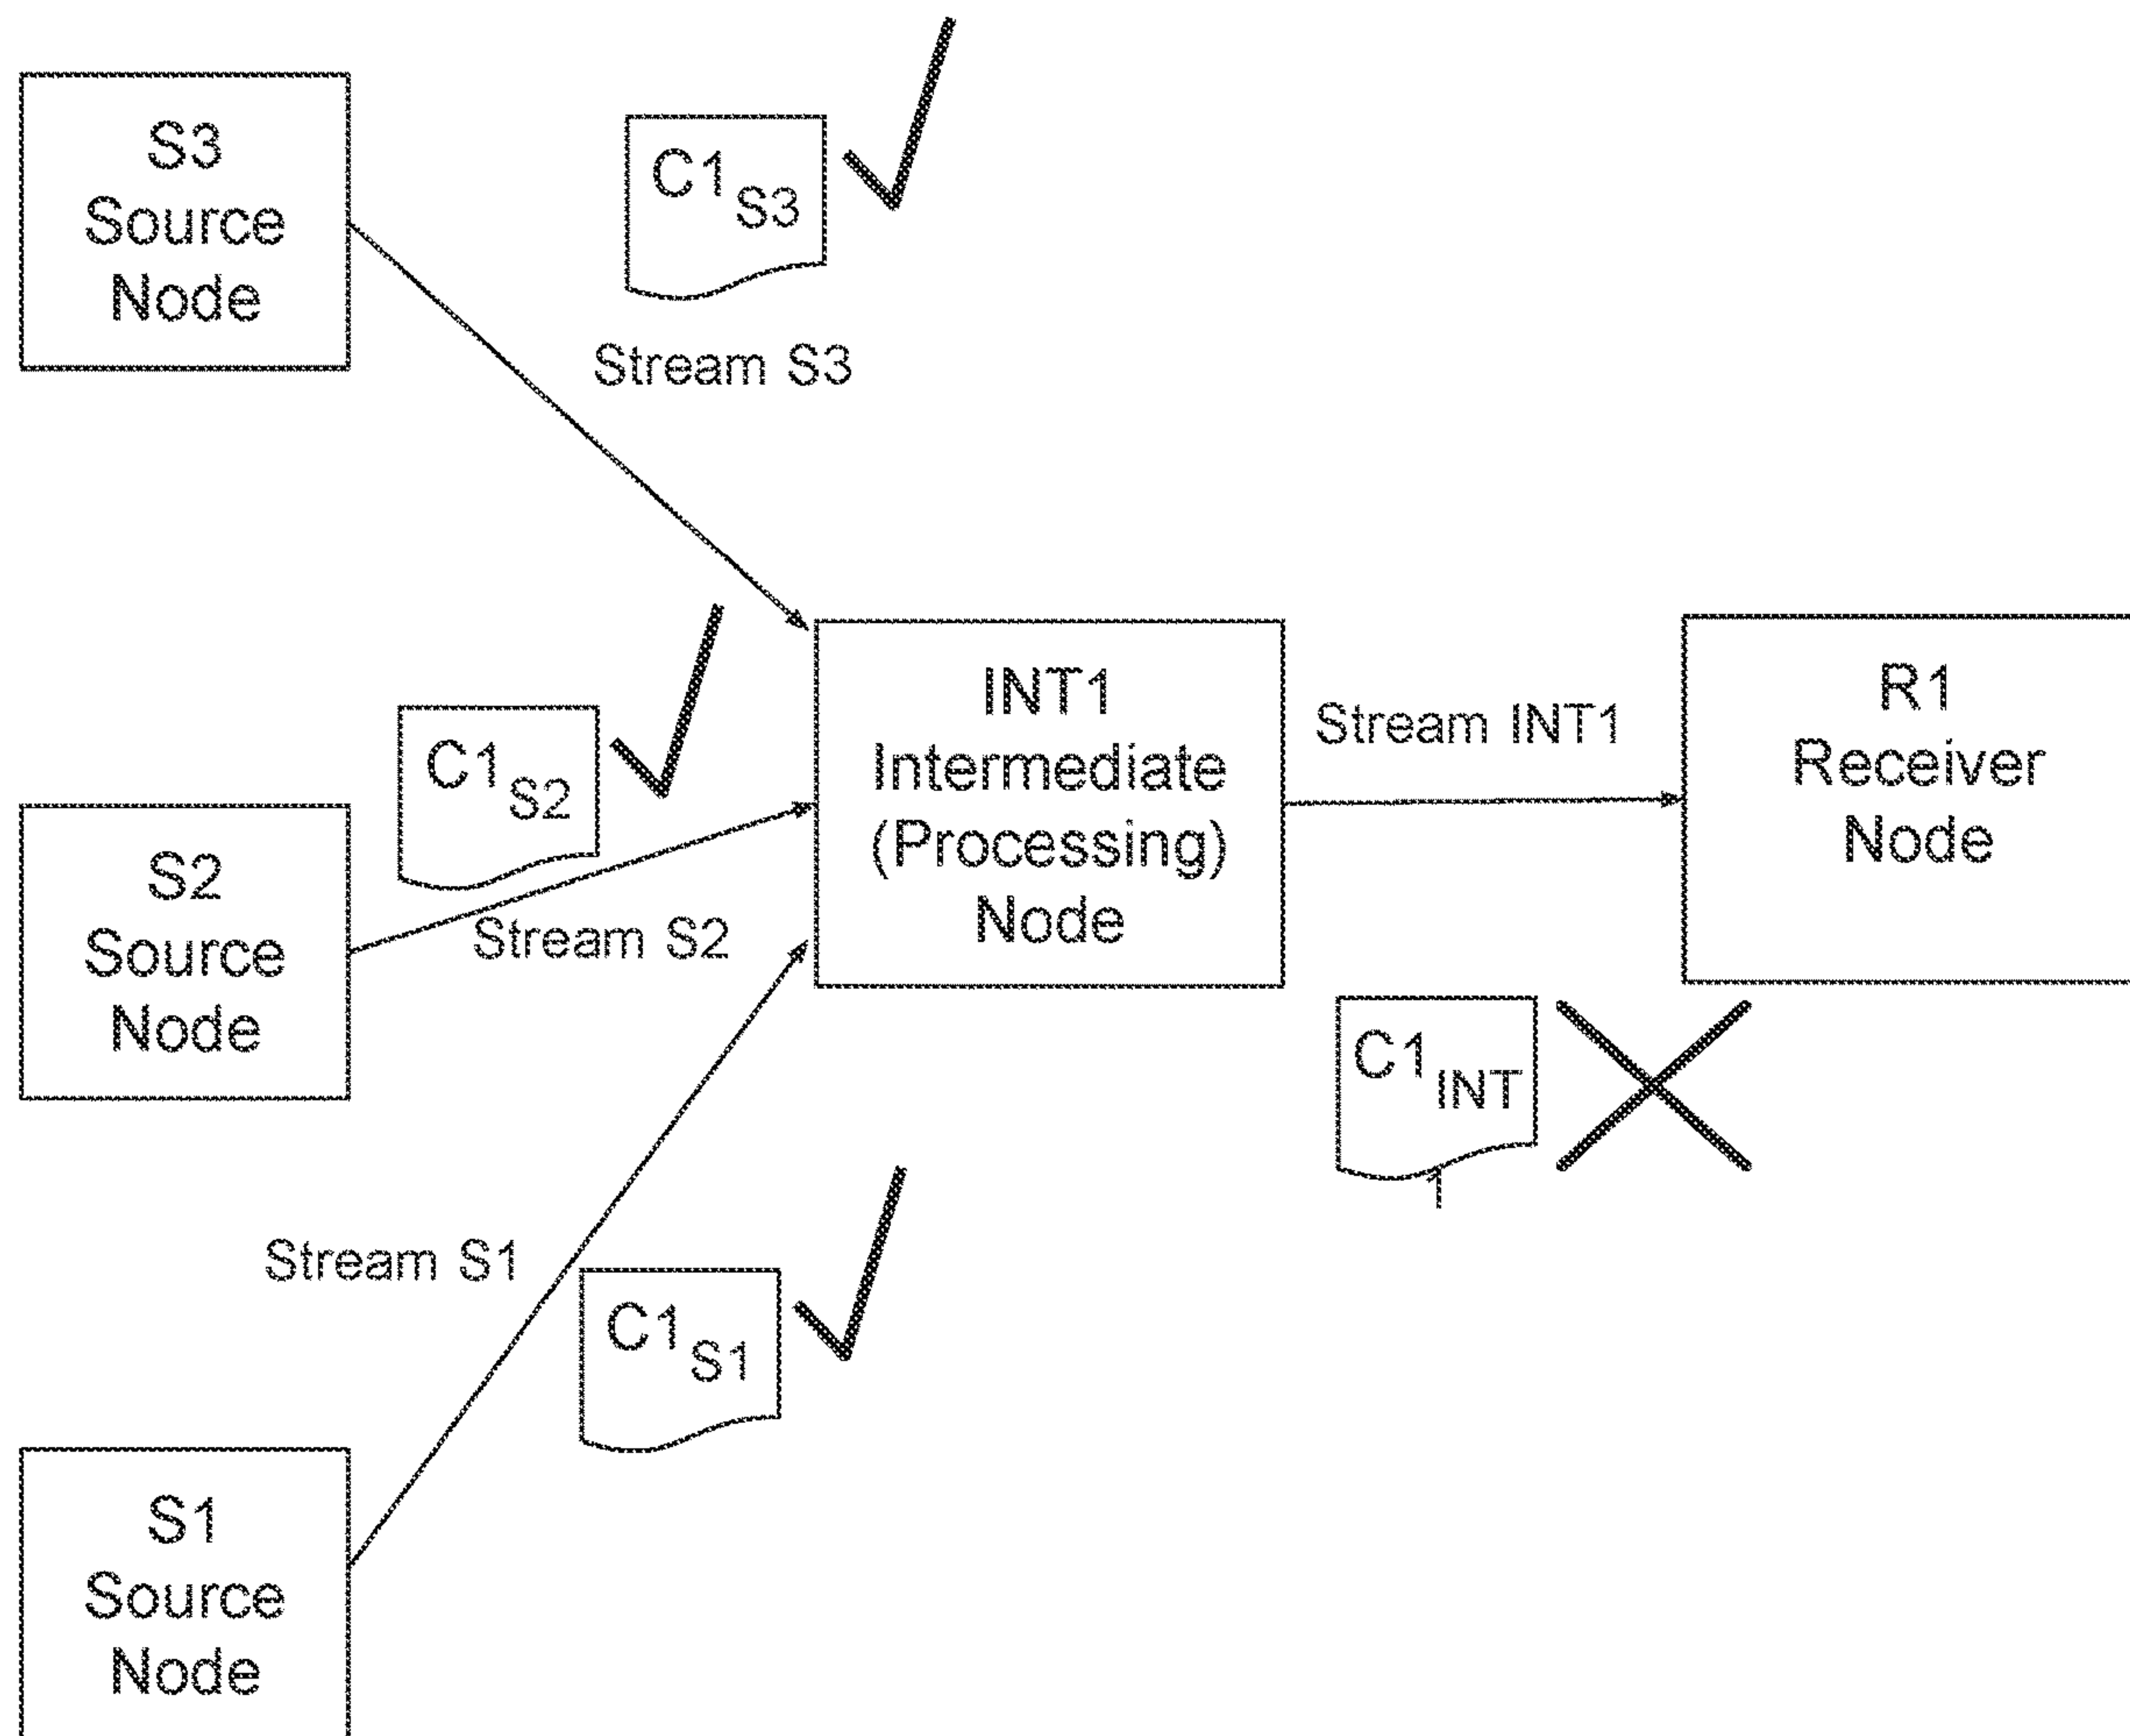 S3
Source
Node
C1S3
Stream S3
C1S2
S2
Source
Node
Stream S2
INT1
Intermediate
(Processing)
Node
Stream INT1
R1
Receiver
Node
C1INT
1
Stream S1
C1S1
S1
Source
Node